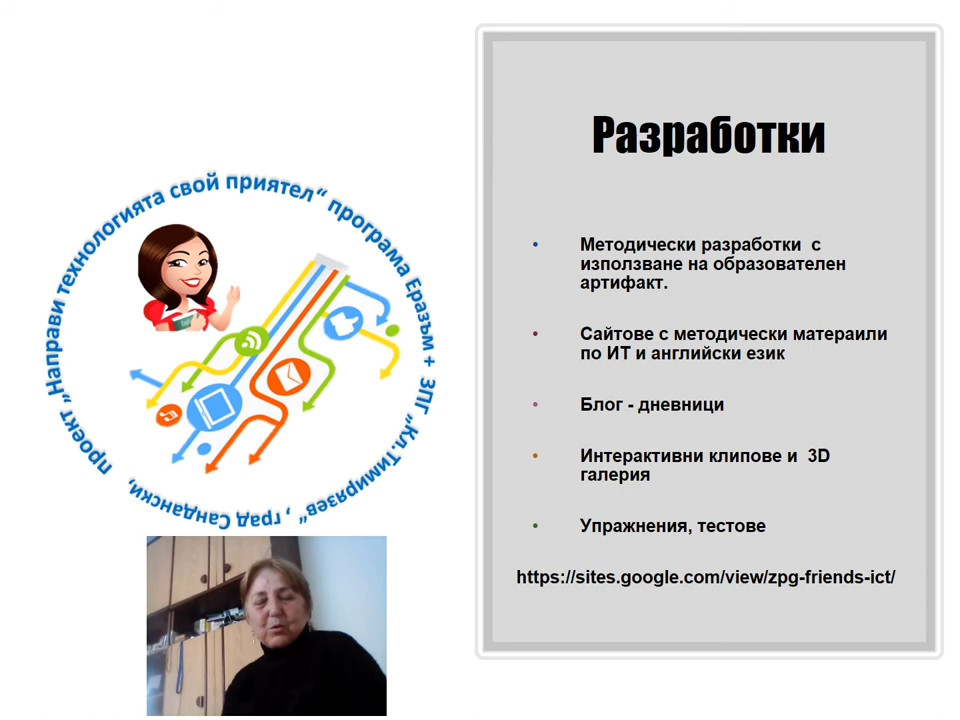 проект „Направи технологията свой приятел“ програма Еразъм + ЗПГ „Кл.Тимирязев“ , град Сандански,
Разработки
• Методически разработки с
използване на образователен
артифакт.
• Сайтове с методически матераили
по ИТ и английски език
• Блог - дневници
• Интерактивни клипове и 3D
галерия
• Упражнения, тестове
https://sites.google.com/view/zpg-friends-ict/